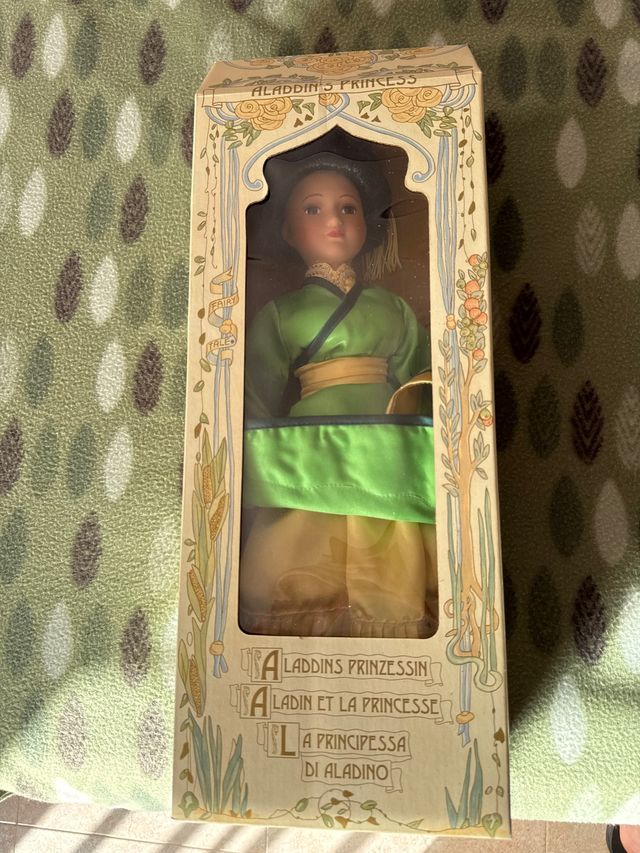 ALADDIN'S PRINCESS
FAIRY
TALE
ALADDINS PRINZESSIN
ALADIN ET LA PRINCESSE
LA PRINCIPESSA
DI ALADINO